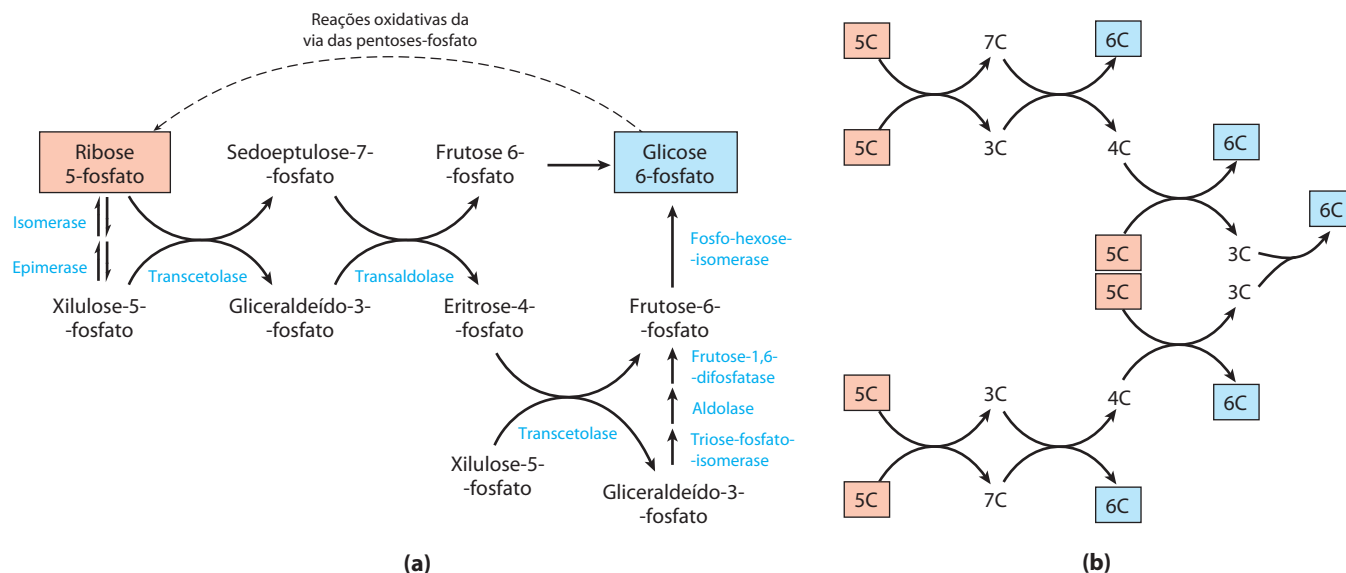 Reações oxidativas da
via das pentoses-fosfato
Ribose
5-fosfato
Sedoeptulose-7-
-fosfato
Frutose 6-
-fosfato
Glicose
6-fosfato
Isomerase
Epimerase
Transcetolase
Transaldolase
Fosfo-hexose-
-isomerase
Xilulose-5-
-fosfato
Gliceraldeído-3-
-fosfato
Eritrose-4-
-fosfato
Frutose-6-
-fosfato
Frutose-1,6-
-difosfatase
Aldolase
Triose-fosfato-
-isomerase
Transcetolase
Xilulose-5-
-fosfato
Gliceraldeído-3-
-fosfato
(a)
5C
7C
6C
5C
3C
4C
6C
6C
5C
3C
5C
3C
5C
3C
4C
6C
5C
7C
6C
(b)